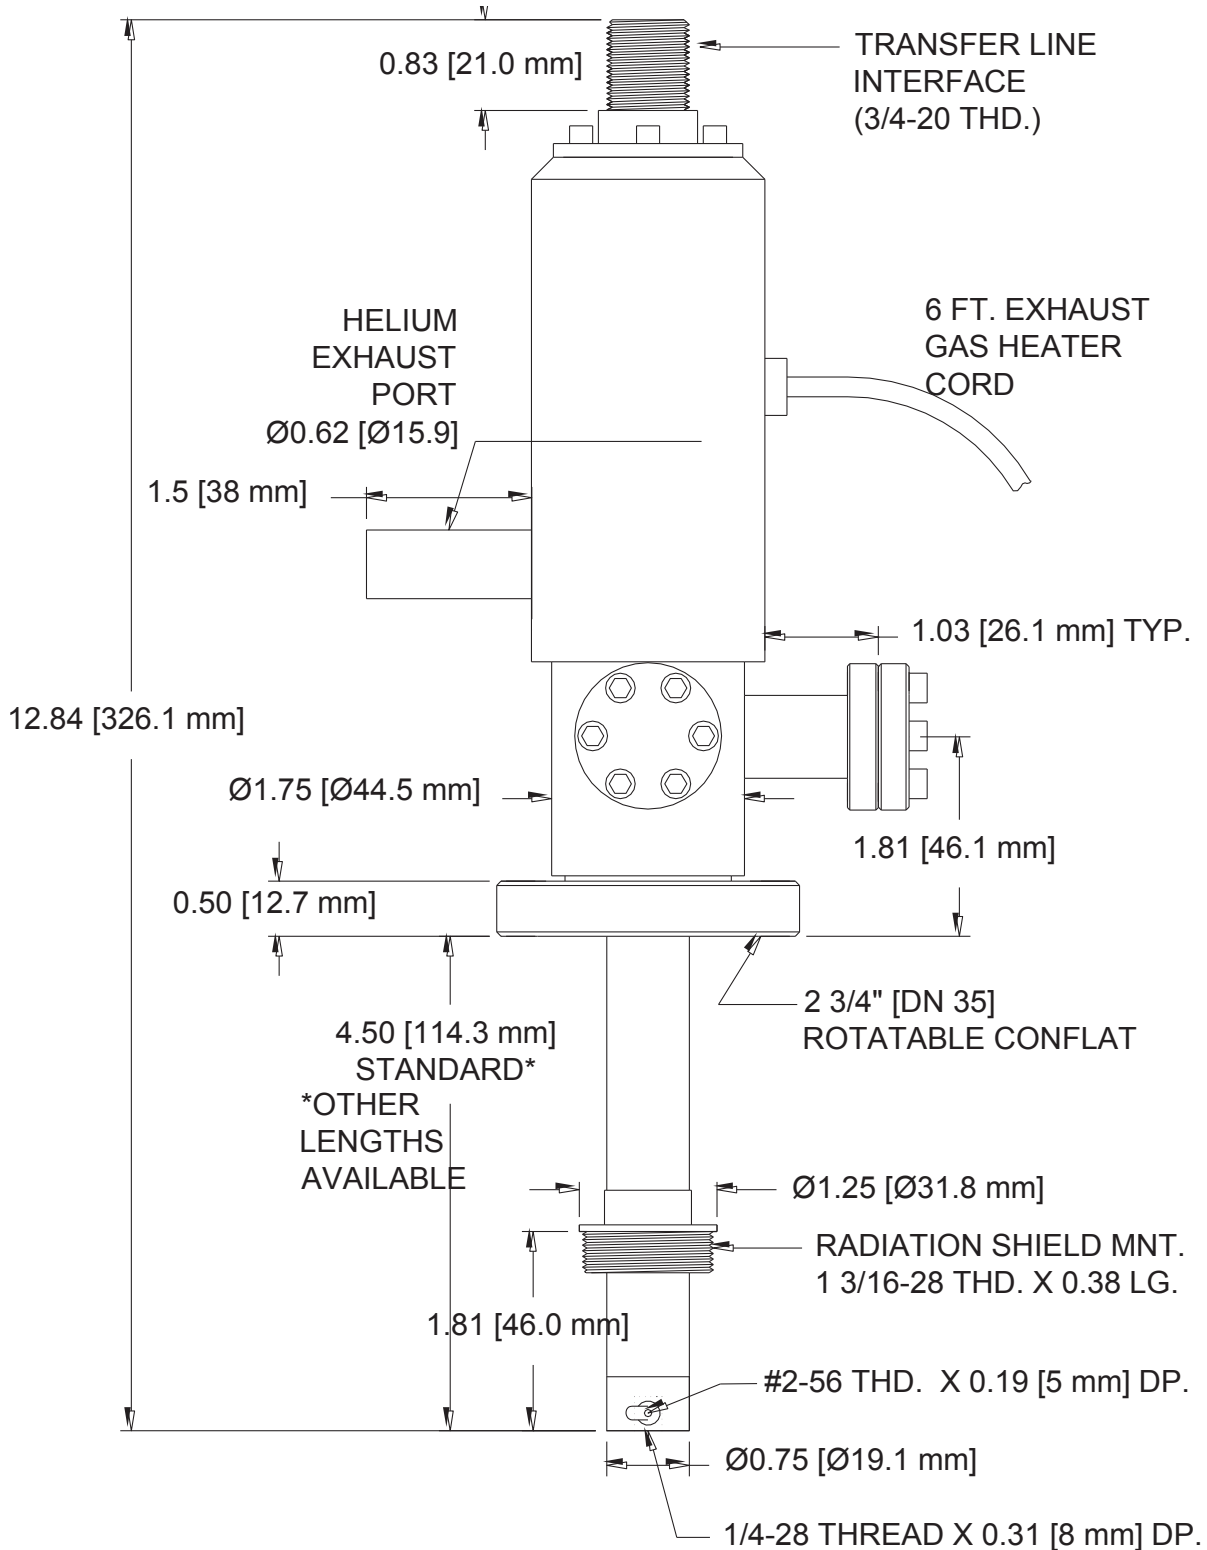 0.83 [21.0 mm]
TRANSFER LINE
INTERFACE
(3/4-20 THD.)
HELIUM
EXHAUST
PORT
Ø0.62 [Ø15.9]
6 FT. EXHAUST
GAS HEATER
CORD
1.5 [38 mm]
1.03 [26.1 mm] TYP.
12.84 [326.1 mm]
Ø1.75 [Ø44.5 mm]
1.81 [46.1 mm]
0.50 [12.7 mm]
2 3/4" [DN 35]
ROTATABLE CONFLAT
4.50 [114.3 mm]
STANDARD*
*OTHER
LENGTHS
AVAILABLE
Ø1.25 [Ø31.8 mm]
RADIATION SHIELD MNT.
1 3/16-28 THD. X 0.38 LG.
1.81 [46.0 mm]
#2-56 THD.  X 0.19 [5 mm] DP.
Ø0.75 [Ø19.1 mm]
1/4-28 THREAD X 0.31 [8 mm] DP.